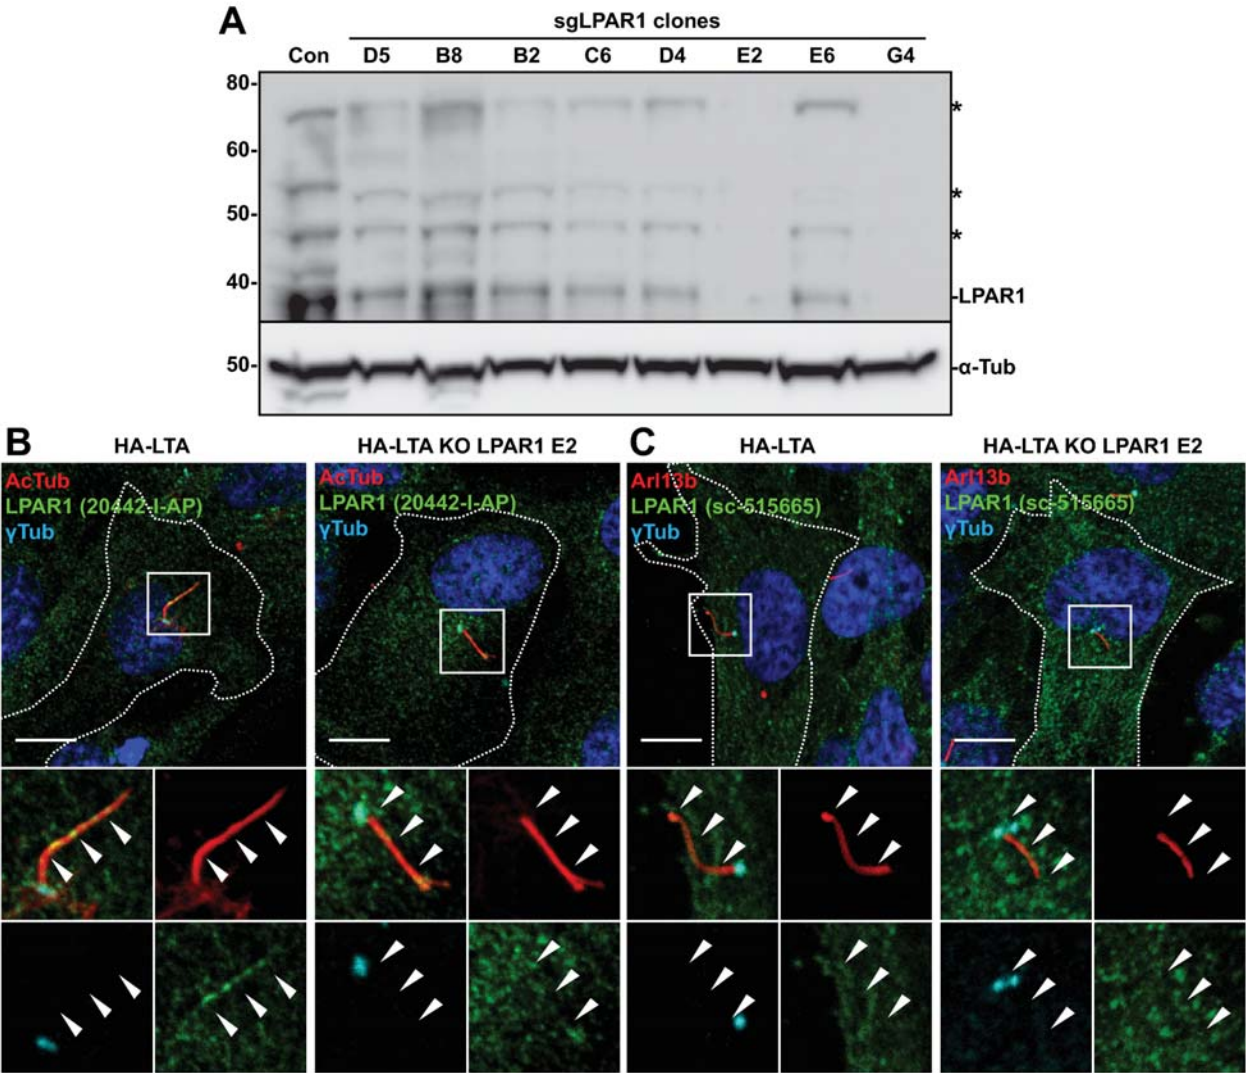 A
sgLPAR1 clones
Con D5 B8 B2 C6 D4 E2 E6 G4
80-
*
60-
50-
*
*
40-
-LPAR1
50-
-α-Tub
B
HA-LTA
HA-LTA KO LPAR1 E2
C
HA-LTA
HA-LTA KO LPAR1 E2
AcTub
LPAR1 (20442-I-AP)
γTub
AcTub
LPAR1 (20442-I-AP)
γTub
Arl13b
LPAR1 (sc-515665)
γTub
Arl13b
LPAR1 (sc-515665)
γTub